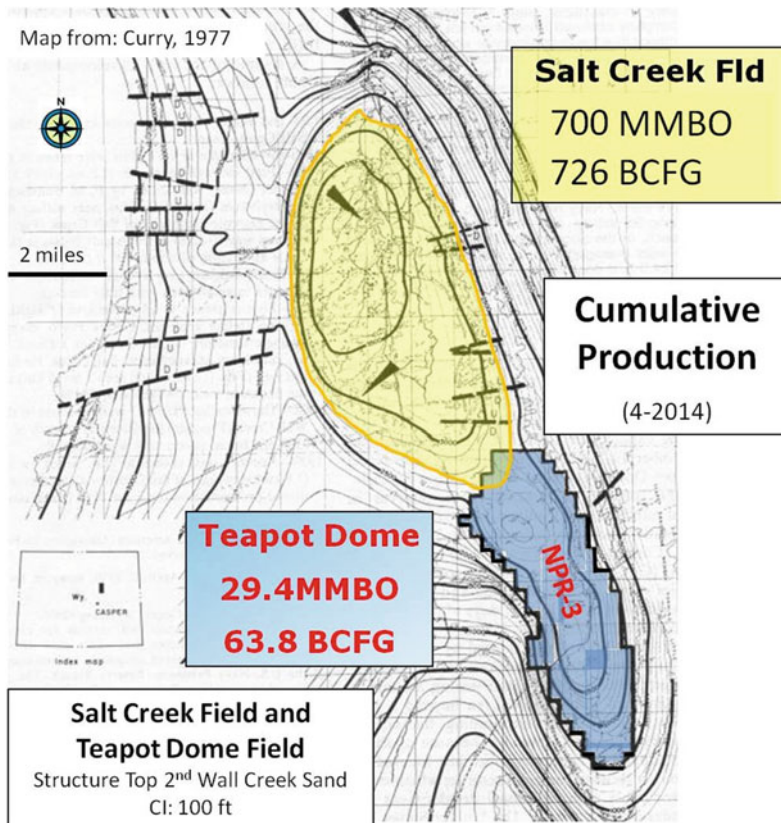 Map from: Curry, 1977
N
Salt Creek Fld
700 MMBO
726 BCFG
2 miles
Cumulative
Production
(4-2014)
Teapot Dome
29.4MMBO
63.8 BCFG
NPR-3
Wy.
CASPER
Index map
Salt Creek Field and
Teapot Dome Field
Structure Top 2nd Wall Creek Sand
CI: 100 ft